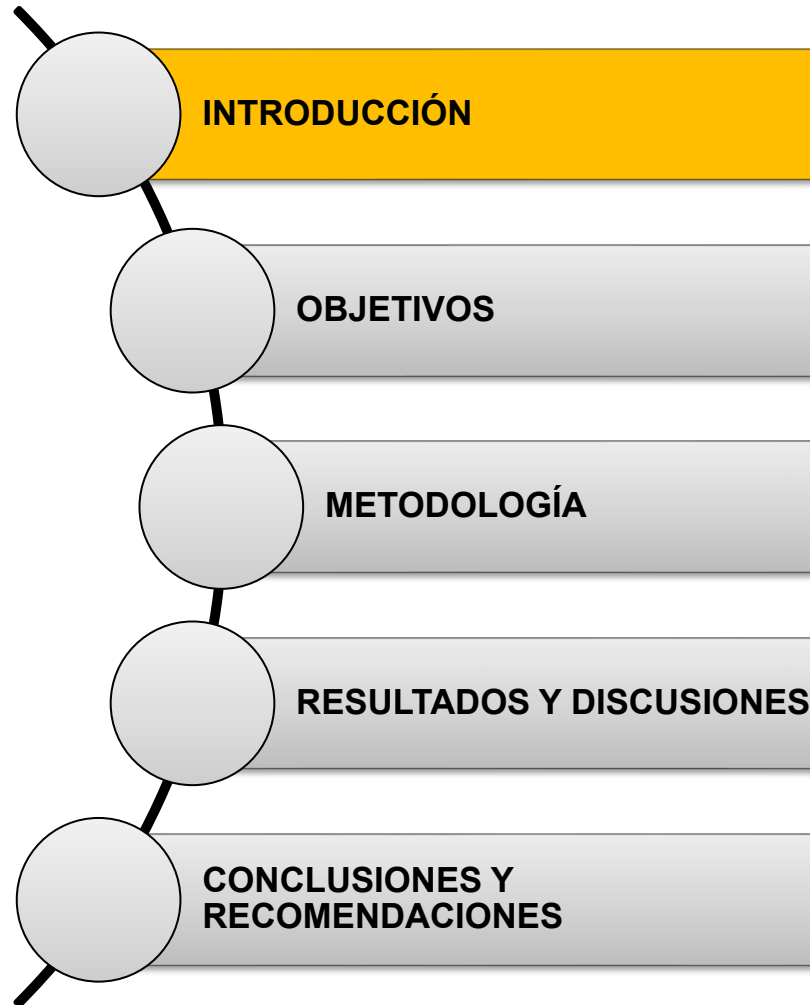 INTRODUCCIÓN
OBJETIVOS
METODOLOGÍA
RESULTADOS Y DISCUSIONES
CONCLUSIONES Y
RECOMENDACIONES